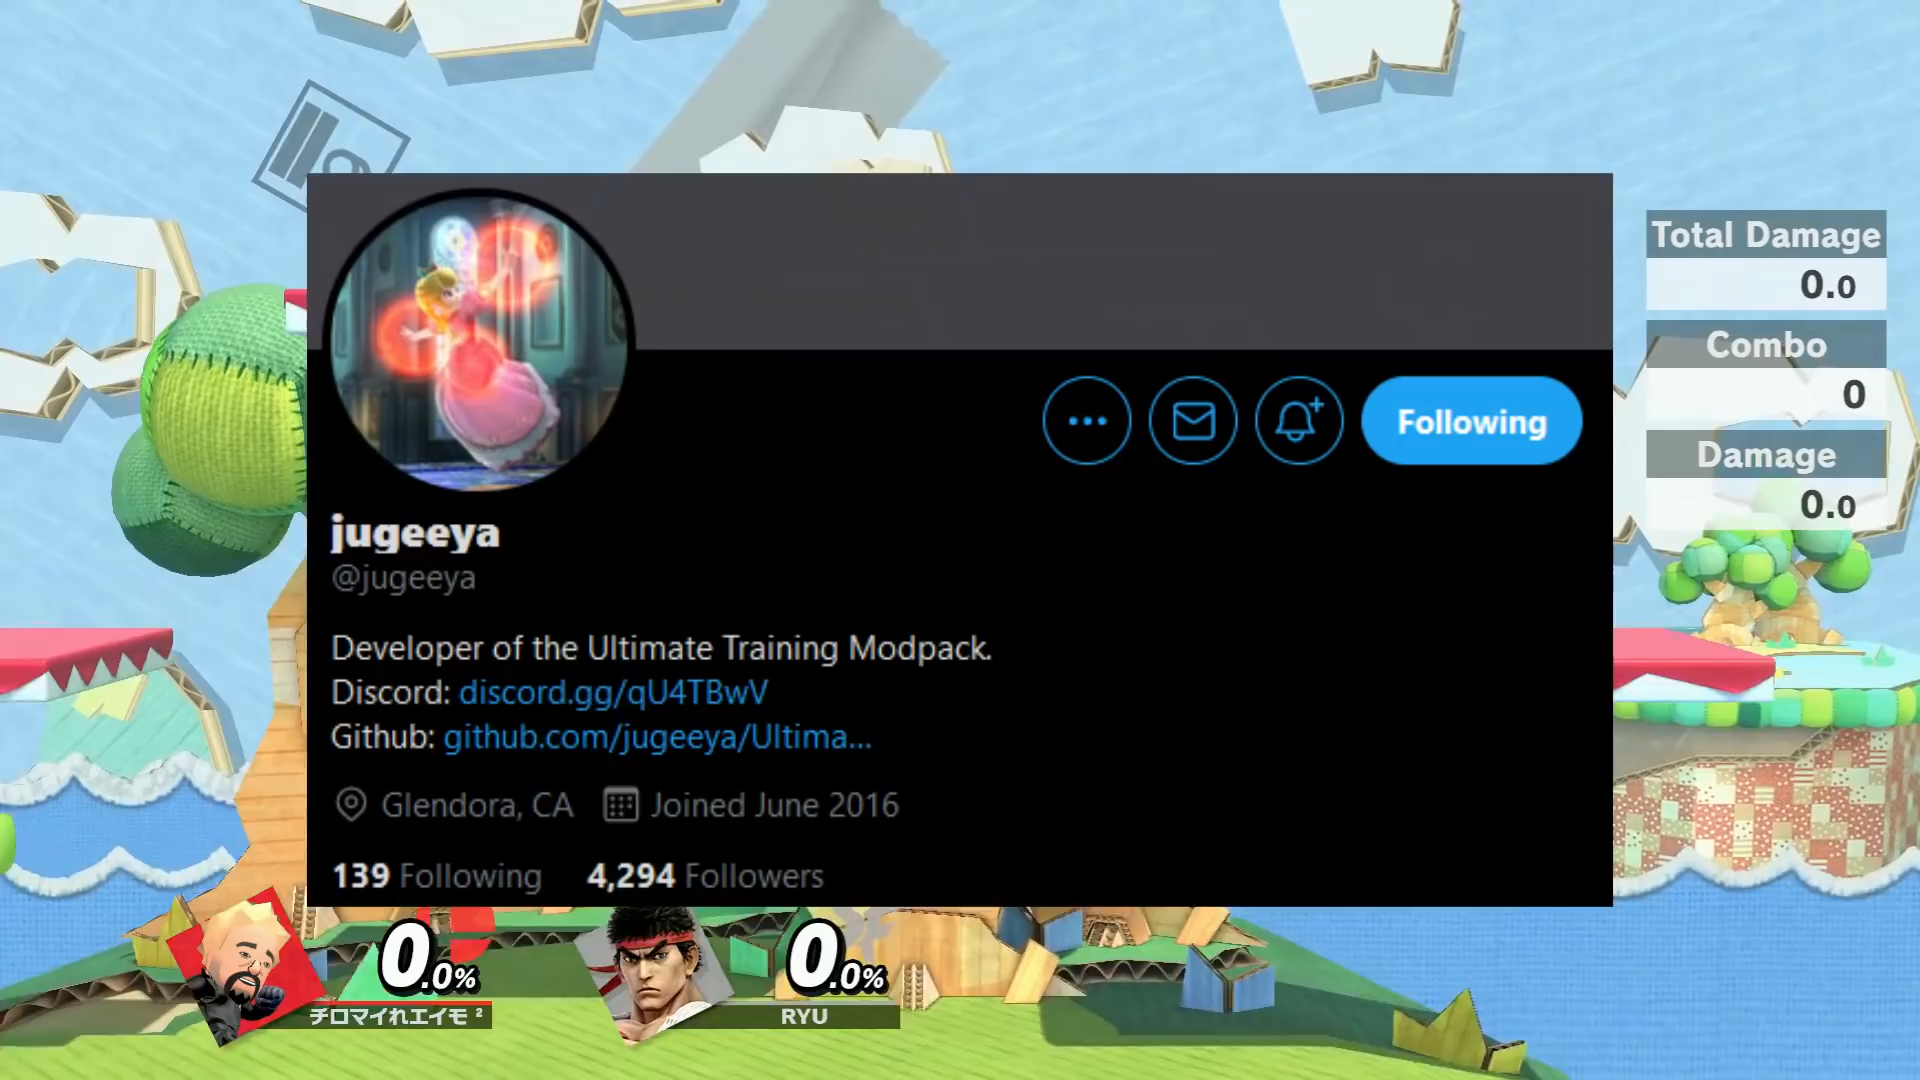 Total Damage
0.0
Combo
0
Damage
0.0
Following
jugeeya
@jugeeya
Developer of the Ultimate Training Modpack.
Discord: discord.gg/qU4TBwV
Github: github.com/jugeeya/Ultima...
Glendora, CA Joined June 2016
139 Following 4,294 Followers
0.0% 0.0%
チロマイれエイモ ² RYU